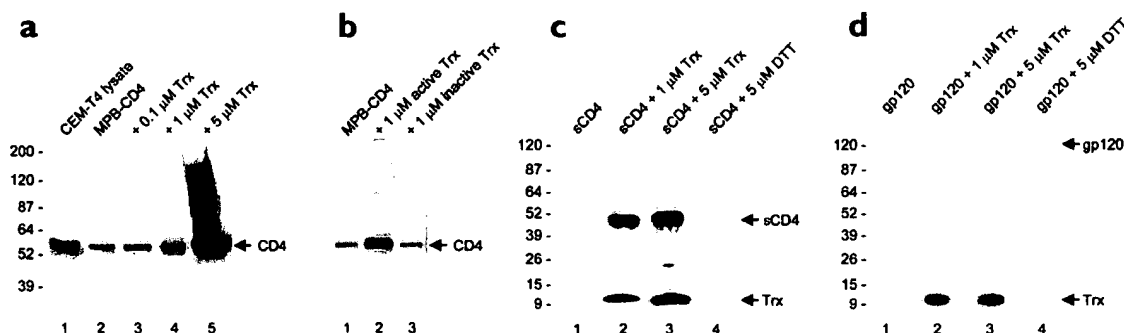 a
CEM-T4 lysate
MPB-CD4
+ 0.1 µM Trx
+ 1 µM Trx
+ 5 µM Trx
200 -
120 -
87 -
64 -
52 -
39 -
CD4
1 2 3 4 5
b
MPB-CD4
+ 1 µM active Trx
+ 1 µM inactive Trx
CD4
1 2 3
c
sCD4
sCD4 + 1 µM Trx
sCD4 + 5 µM Trx
sCD4 + 5 µM DTT
120 -
87 -
64 -
52 -
39 -
26 -
15 -
9 -
sCD4
Trx
1 2 3 4
d
gp120
gp120 + 1 µM Trx
gp120 + 5 µM Trx
gp120 + 5 µM DTT
120 -
87 -
64 -
52 -
39 -
26 -
15 -
9 -
gp120
Trx
1 2 3 4